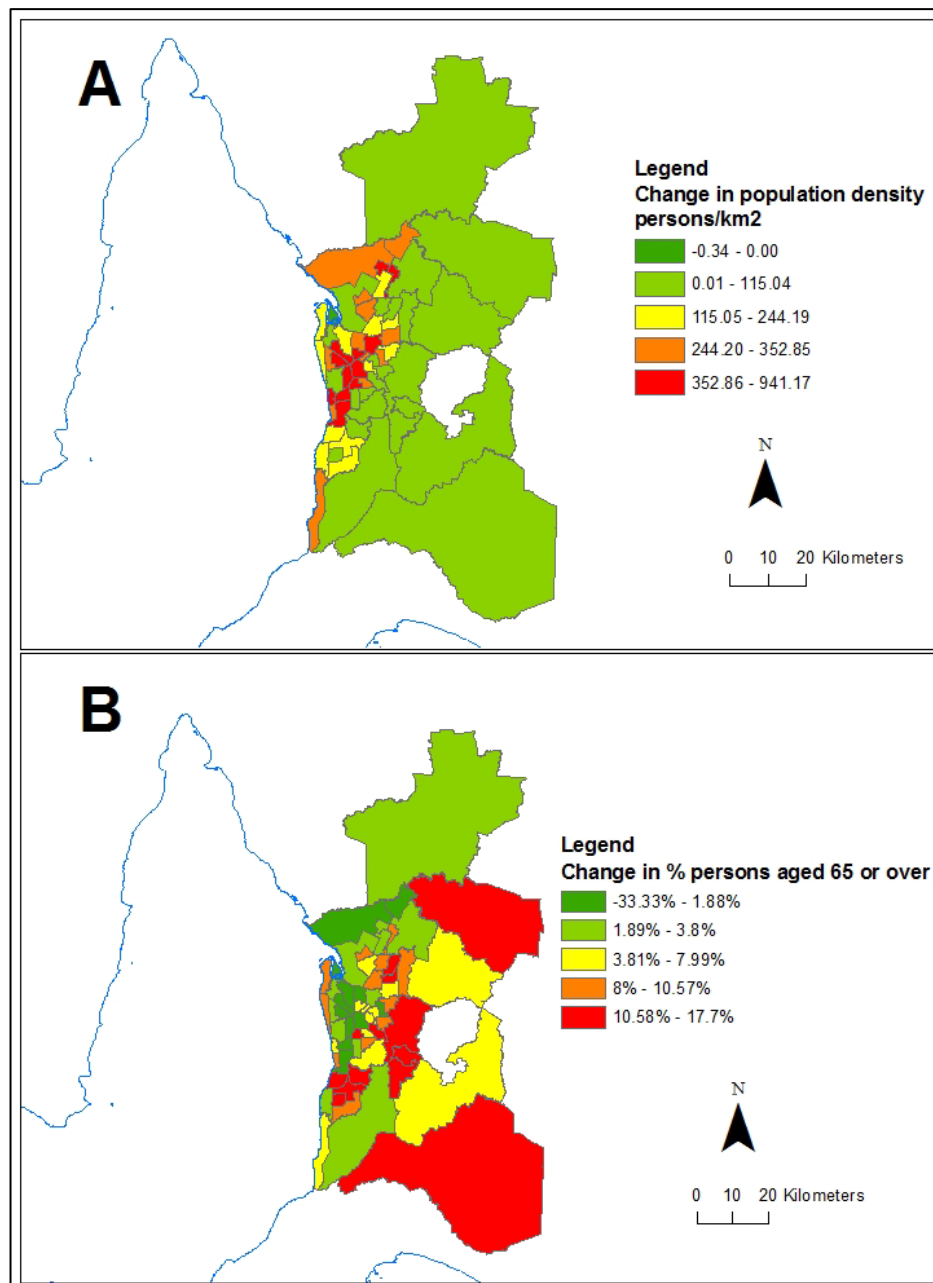 A
Legend
Change in population density
persons/km2
-0.34 - 0.00
0.01 - 115.04
115.05 - 244.19
244.20 - 352.85
352.86 - 941.17
N
0 10 20 Kilometers
B
Legend
Change in % persons aged 65 or over
-33.33% - 1.88%
1.89% - 3.8%
3.81% - 7.99%
8% - 10.57%
10.58% - 17.7%
N
0 10 20 Kilometers